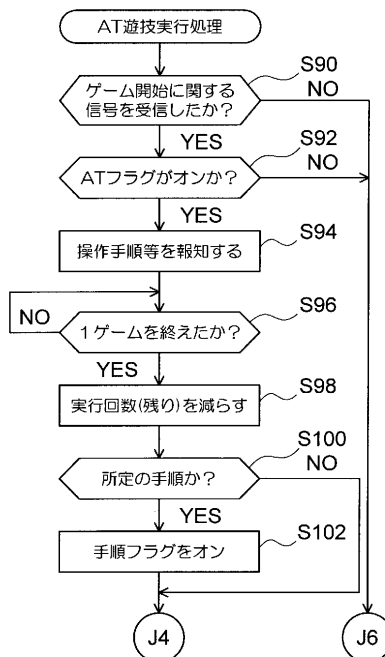 AT遊技実行処理
S90
ゲーム開始に関する
信号を受信したか?
NO
YES
S92
ATフラグがオンか?
NO
YES
S94
操作手順等を報知する
S96
NO
1ゲームを終えたか?
YES
S98
実行回数(残り)を減らす
S100
所定の手順か?
NO
YES
S102
手順フラグをオン
J4
J6